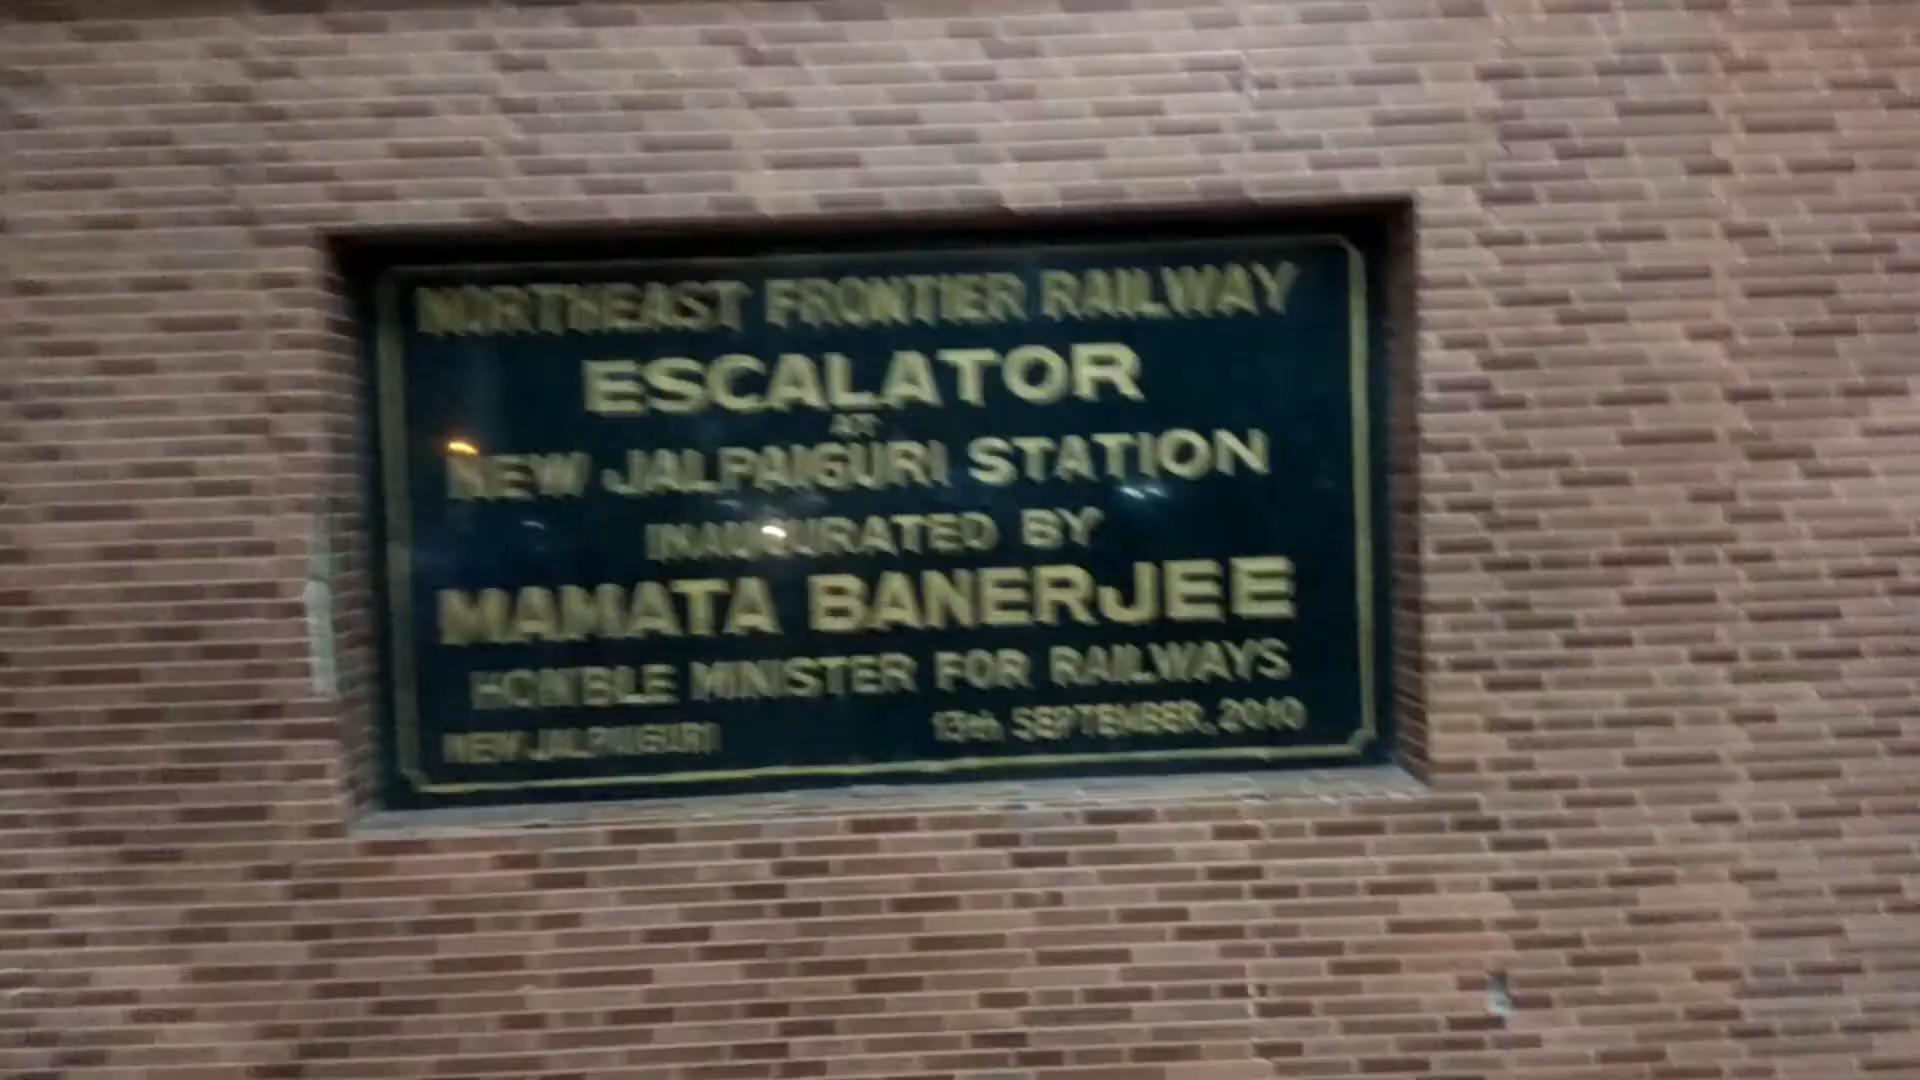 NORTHEAST FRONTIER RAILWAY
ESCALATOR
AT
NEW JALPAIGURI STATION
INAUGURATED BY
MAMATA BANERJEE
HON'BLE MINISTER FOR RAILWAYS
NEW JALPAIGURI 13th SEPTEMBER, 2010